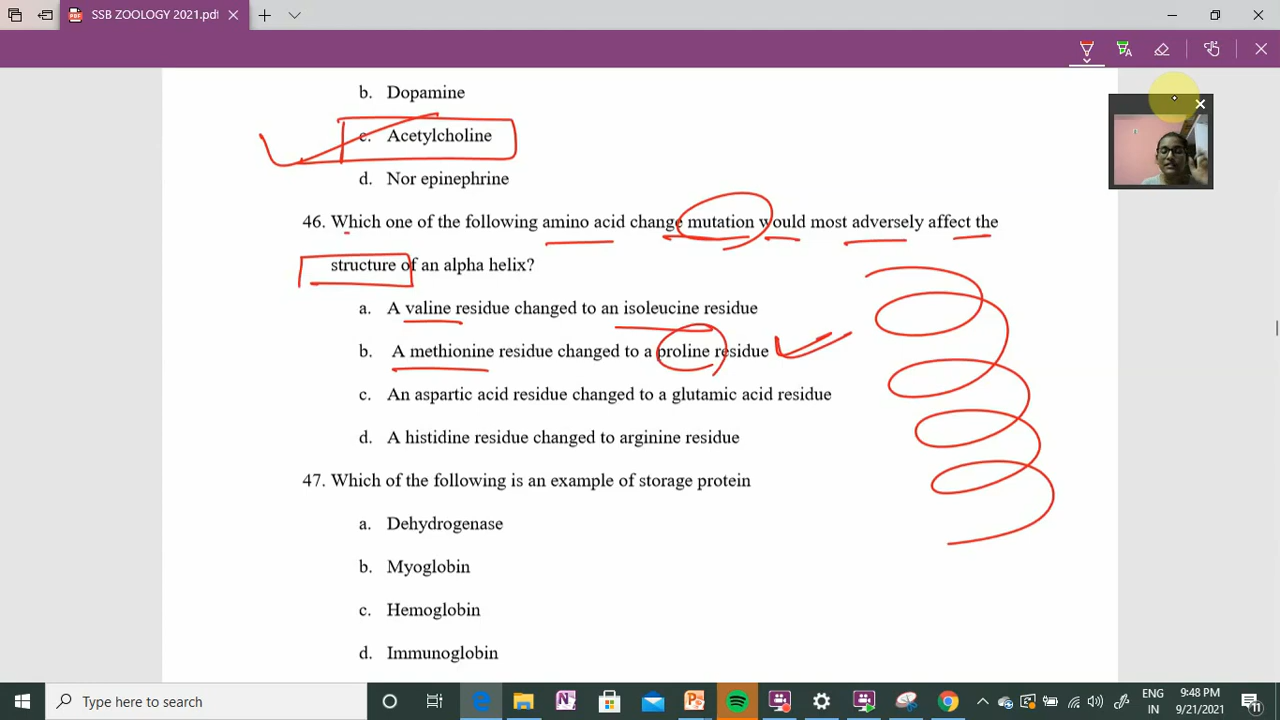 SSB ZOOLOGY 2021.pdf
b. Dopamine
c. Acetylcholine
d. Nor epinephrine
46. Which one of the following amino acid change mutation would most adversely affect the
structure of an alpha helix?
a. A valine residue changed to an isoleucine residue
b. A methionine residue changed to a proline residue
c. An aspartic acid residue changed to a glutamic acid residue
d. A histidine residue changed to arginine residue
47. Which of the following is an example of storage protein
a. Dehydrogenase
b. Myoglobin
c. Hemoglobin
d. Immunoglobin
Type here to search
ENG
IN
9:48 PM
9/21/2021
11